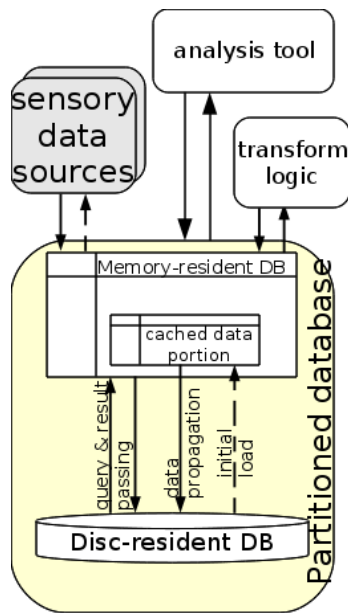 analysis tool
sensory
data
sources
transform
logic
Memory-resident DB
cached data
portion
query & result
passing
data
propagation
initial
load
Partitioned database
Disc-resident DB